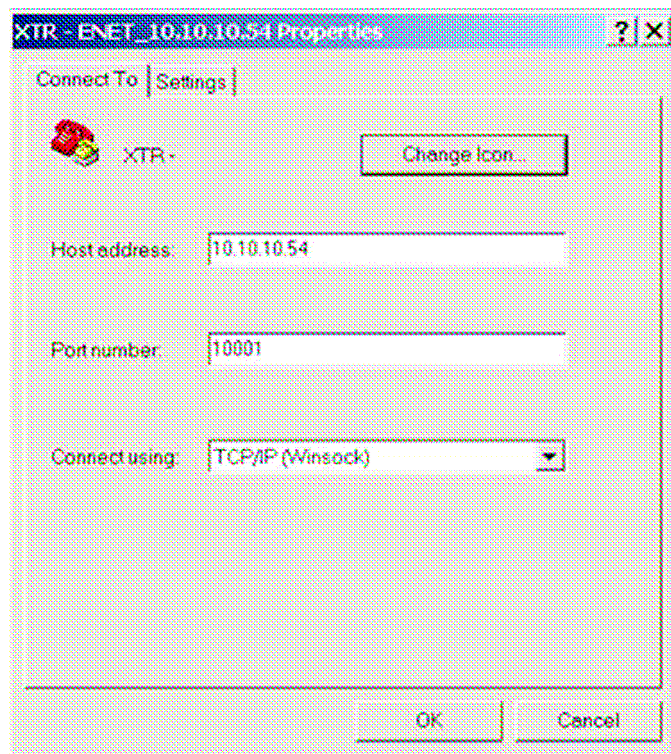 XTR - ENET_10.10.10.54 Properties
Connect To
Settings
XTR -
Change Icon...
Host address:
10.10.10.54
Port number:
10001
Connect using:
TCP/IP (Winsock)
OK
Cancel